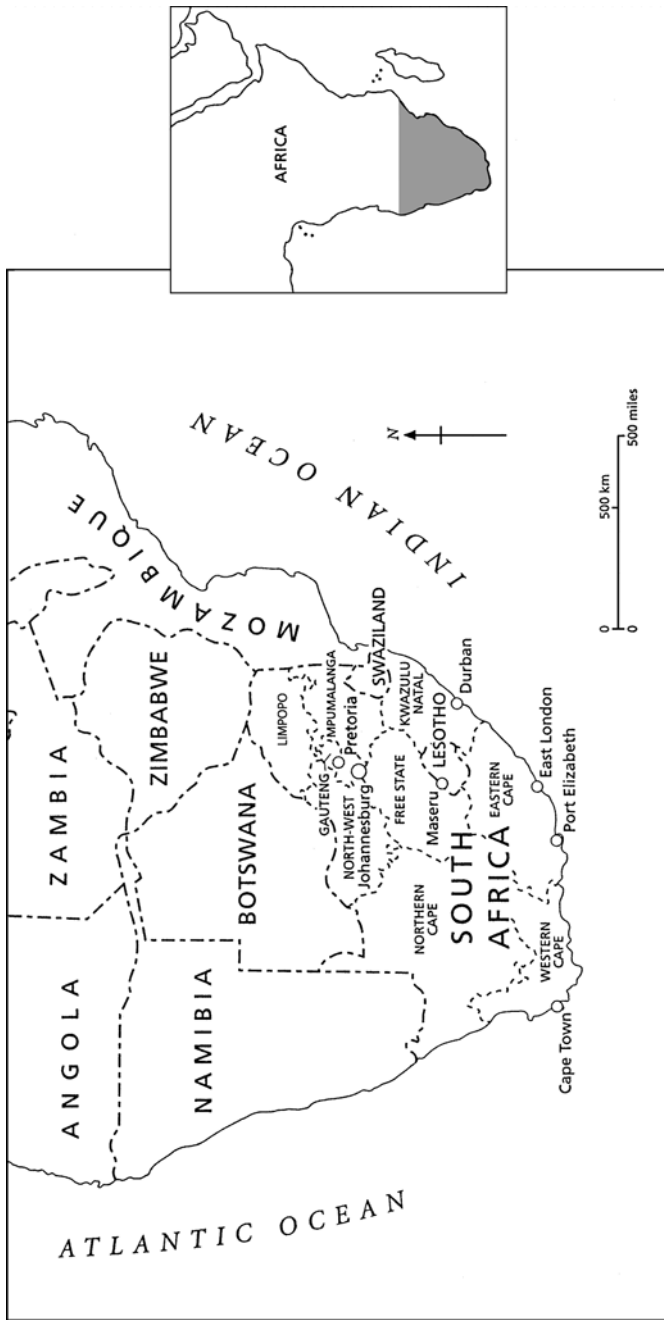 AFRICA
ATLANTIC OCEAN
INDIAN OCEAN
ANGOLA
ZAMBIA
MOZAMBIQUE
NAMIBIA
ZIMBABWE
BOTSWANA
LIMPOPO
MPUMALANGA
GAUTENG
Pretoria
NORTH-WEST
Johannesburg
SWAZILAND
FREE STATE
KWAZULU
NATAL
NORTHERN
CAPE
Maseru
LESOTHO
Durban
SOUTH
AFRICA
EASTERN
CAPE
WESTERN
CAPE
East London
Port Elizabeth
Cape Town
N
0 500 km
0 500 miles